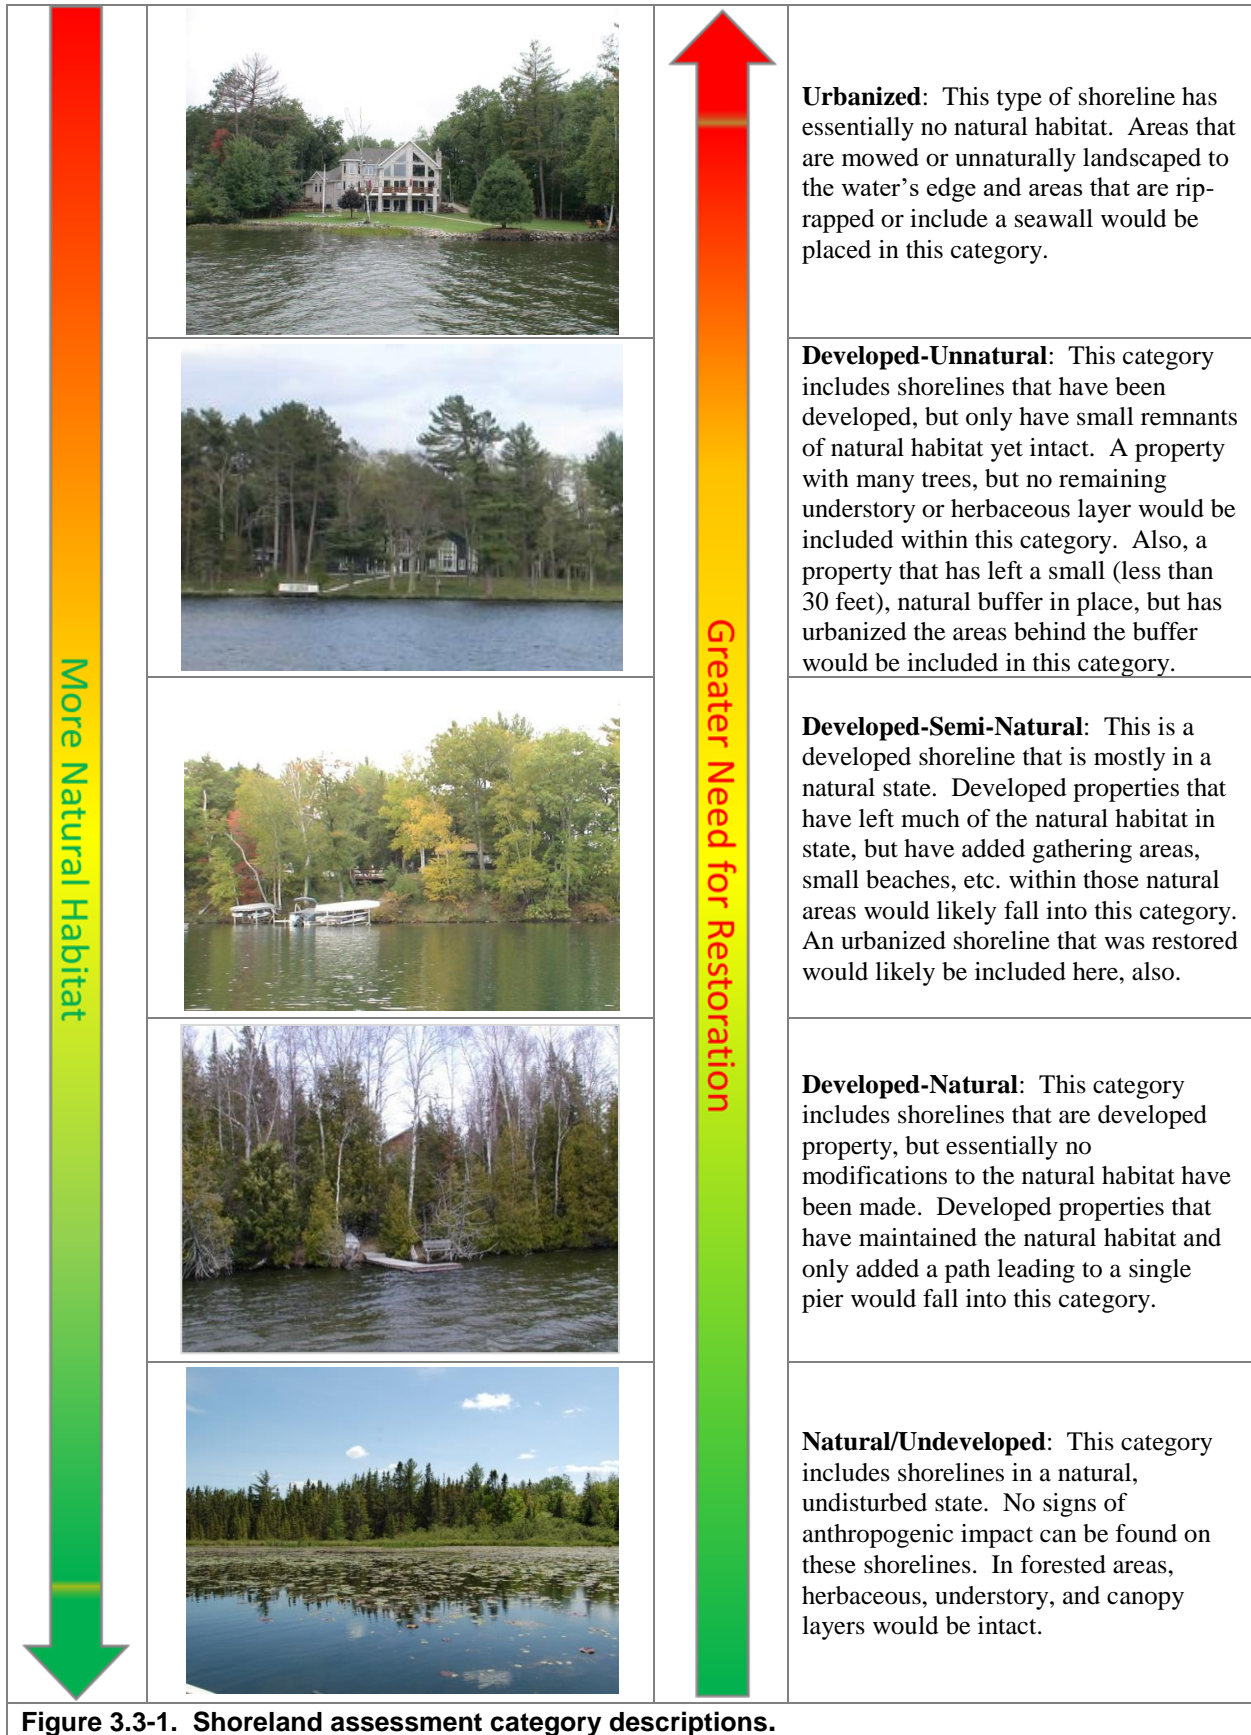 More Natural Habitat
Greater Need for Restoration
Urbanized: This type of shoreline has
essentially no natural habitat. Areas that
are mowed or unnaturally landscaped to
the water’s edge and areas that are rip-
rapped or include a seawall would be
placed in this category.
Developed-Unnatural: This category
includes shorelines that have been
developed, but only have small remnants
of natural habitat yet intact. A property
with many trees, but no remaining
understory or herbaceous layer would be
included within this category. Also, a
property that has left a small (less than
30 feet), natural buffer in place, but has
urbanized the areas behind the buffer
would be included in this category.
Developed-Semi-Natural: This is a
developed shoreline that is mostly in a
natural state. Developed properties that
have left much of the natural habitat in
state, but have added gathering areas,
small beaches, etc. within those natural
areas would likely fall into this category.
An urbanized shoreline that was restored
would likely be included here, also.
Developed-Natural: This category
includes shorelines that are developed
property, but essentially no
modifications to the natural habitat have
been made. Developed properties that
have maintained the natural habitat and
only added a path leading to a single
pier would fall into this category.
Natural/Undeveloped: This category
includes shorelines in a natural,
undisturbed state. No signs of
anthropogenic impact can be found on
these shorelines. In forested areas,
herbaceous, understory, and canopy
layers would be intact.
Figure 3.3-1. Shoreland assessment category descriptions.